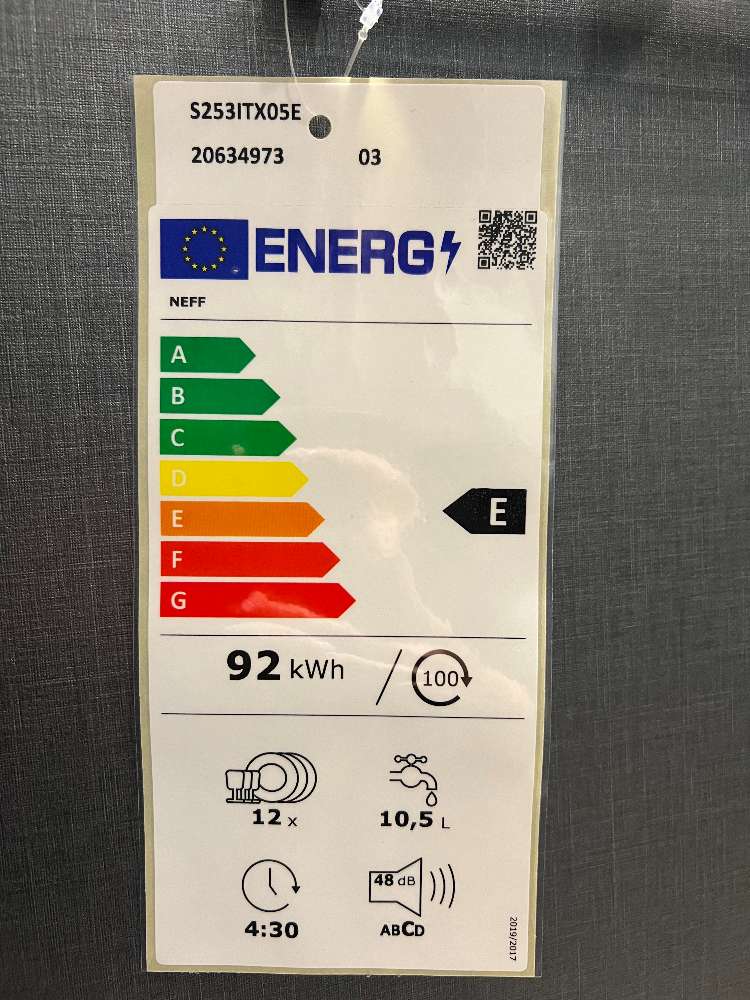 S253ITX05E
20634973 03
ENERG
NEFF
A
B
C
D
E
E
F
G
92 kWh / 100
12 x
10,5 L
4:30
48 dB
ABCD
2019/2017